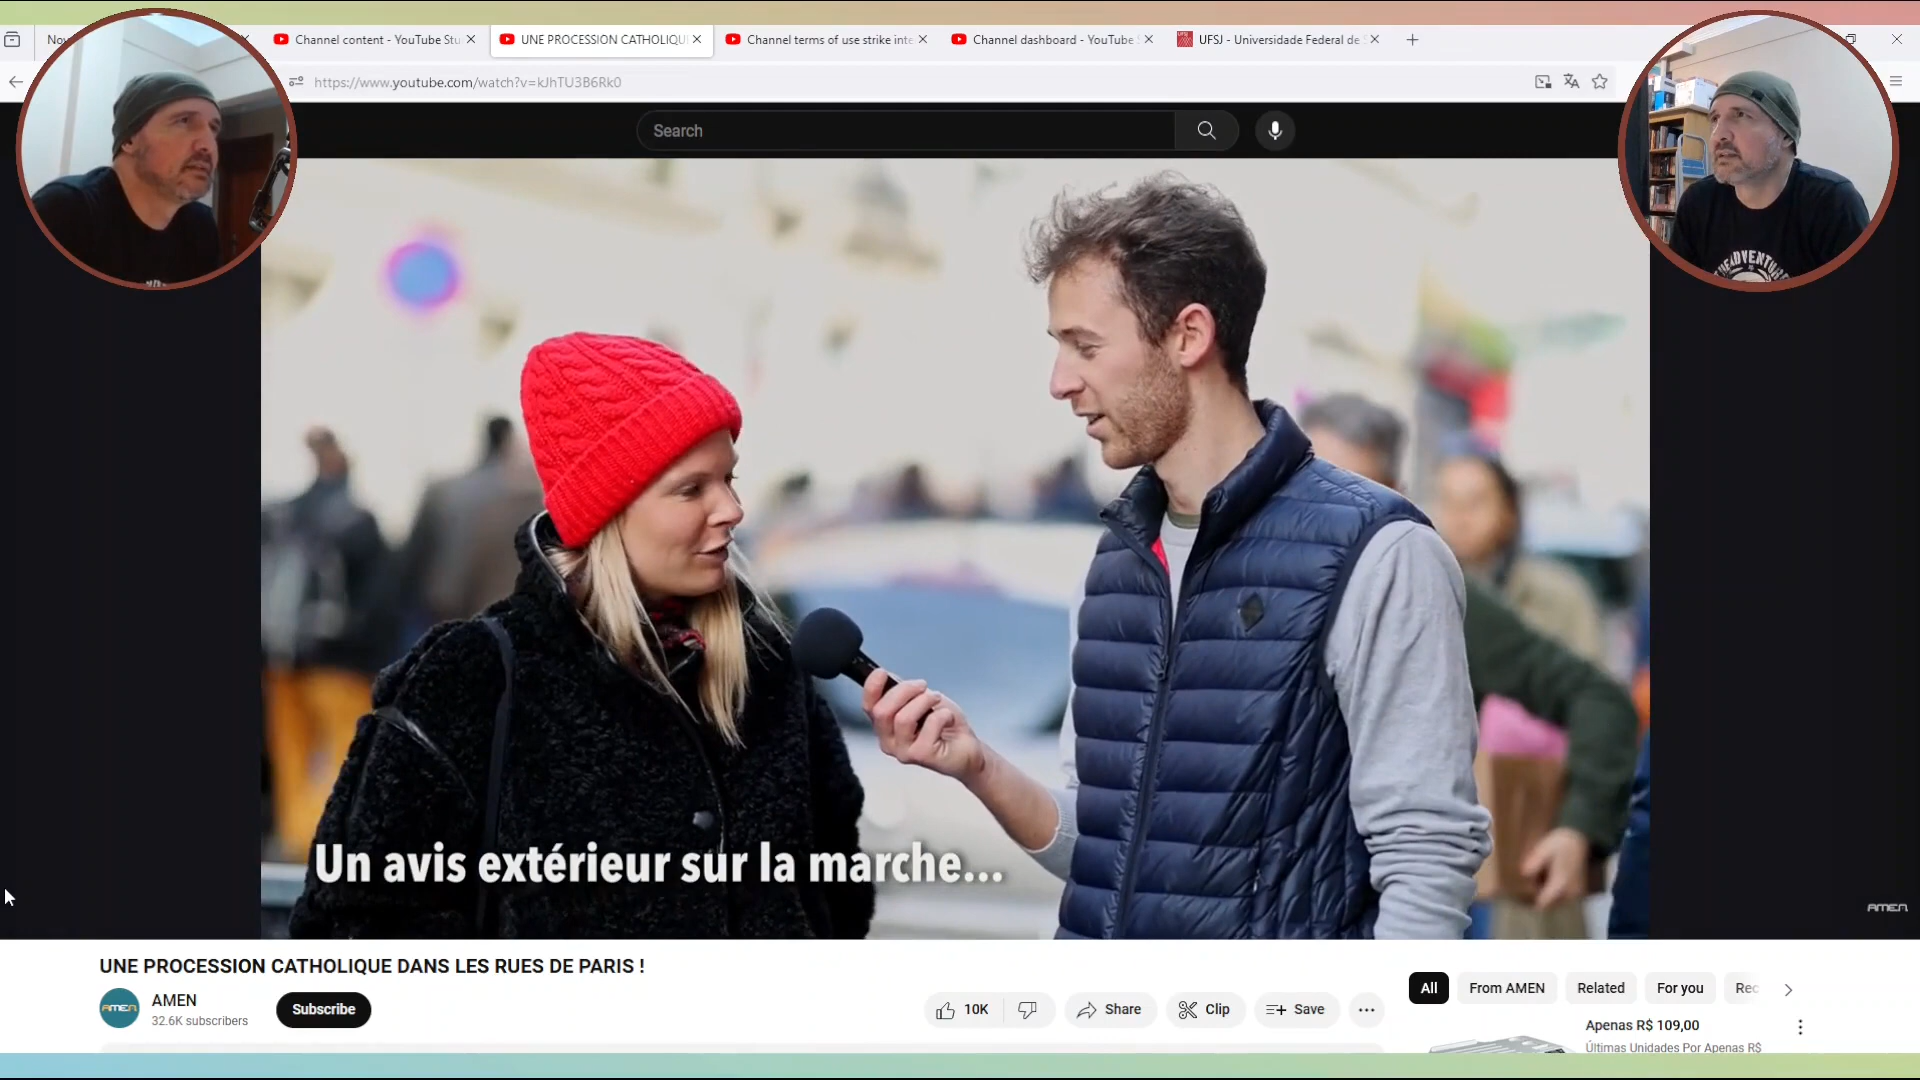 Nov
Channel content - YouTube Stu
UNE PROCESSION CATHOLIQU
Channel terms of use strike inte
Channel dashboard - YouTube
UFSJ - Universidade Federal de
https://www.youtube.com/watch?v=kJhTU3B6Rk0
Search
Un avis extérieur sur la marche...
AMEN
UNE PROCESSION CATHOLIQUE DANS LES RUES DE PARIS !
AMEN
AMEN
32.6K subscribers
Subscribe
10K
Share
Clip
Save
All
From AMEN
Related
For you
Rec
Apenas R$ 109,00
Últimas Unidades Por Apenas R$